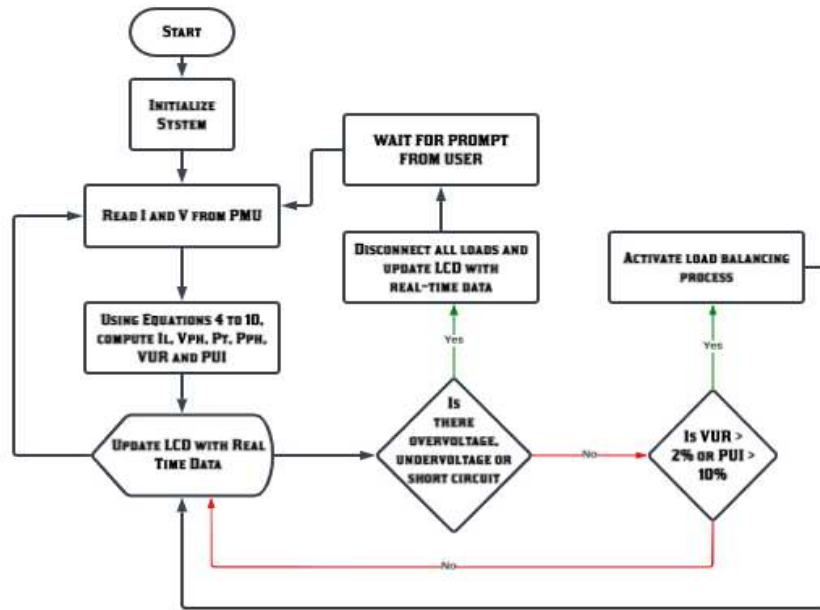 START
INITIALIZE
SYSTEM
WAIT FOR PROMPT
FROM USER
READ I AND V FROM PMU
DISCONNECT ALL LOADS AND
UPDATE LCD WITH
REAL-TIME DATA
ACTIVATE LOAD BALANCING
PROCESS
USING EQUATIONS 4 TO 10,
COMPUTE IL, VPH, PT, PPH,
VUR AND PUI
Yes
Yes
UPDATE LCD WITH REAL
TIME DATA
IS
THERE
OVERVOLTAGE,
UNDERVOLTAGE OR
SHORT CIRCUIT
No
IS VUR >
2% OR PUI >
10%
No